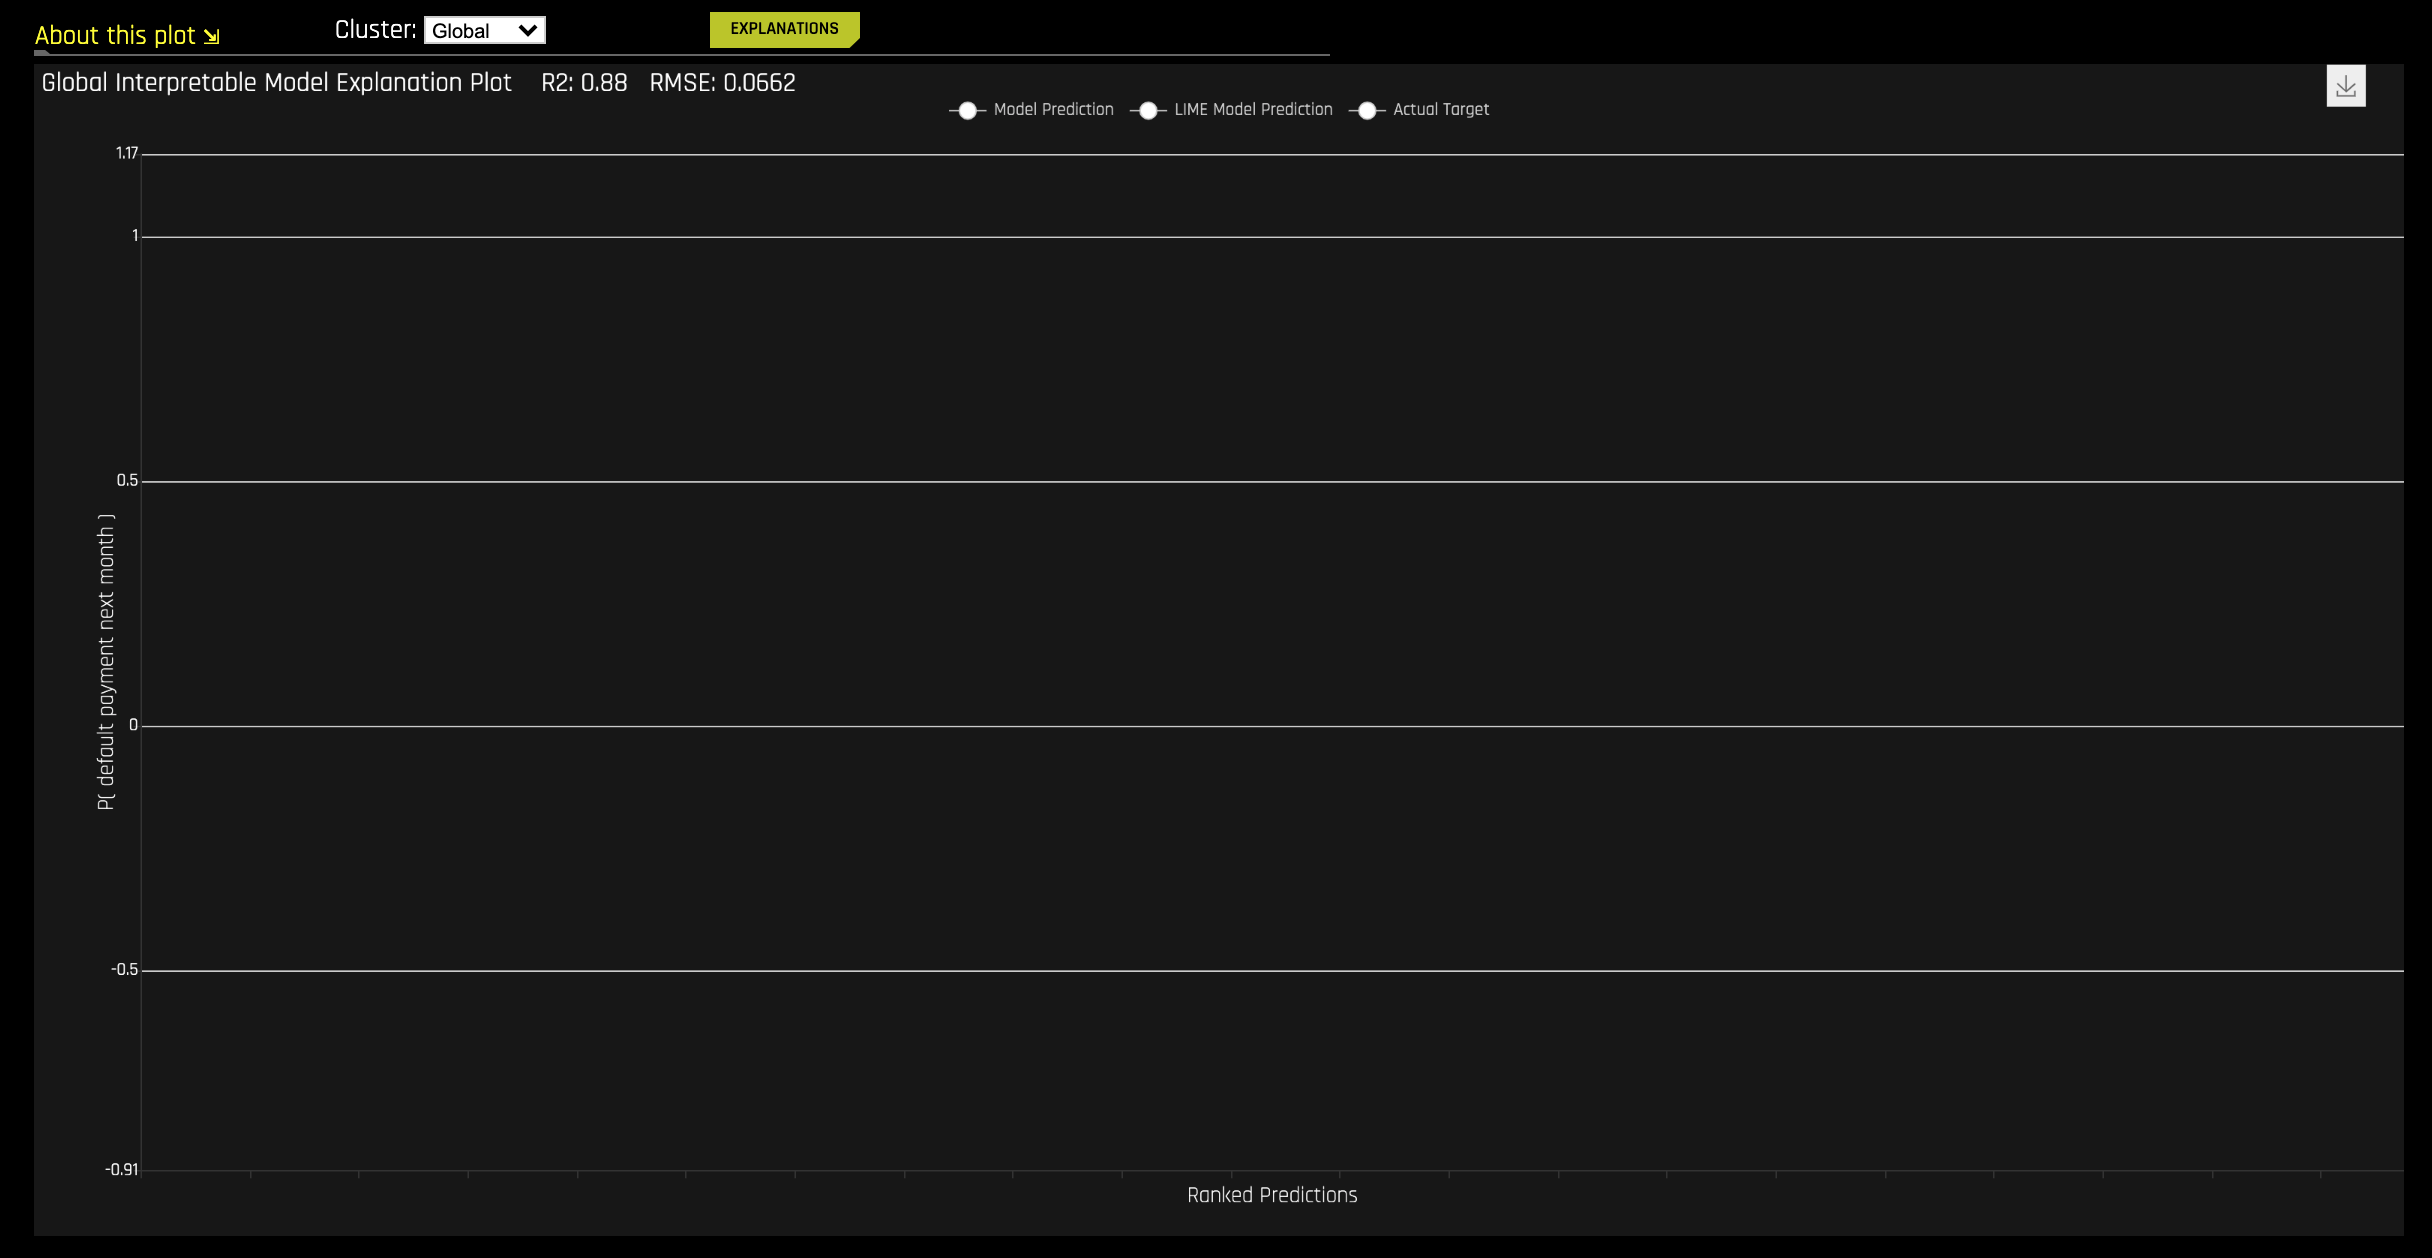 About this plot
Cluster: Global
EXPLANATIONS
Global Interpretable Model Explanation Plot R2: 0.88 RMSE: 0.0662
Model Prediction LIME Model Prediction Actual Target
1.17
1
0.5
0
-0.5
-0.91
P( default payment next month )
Ranked Predictions